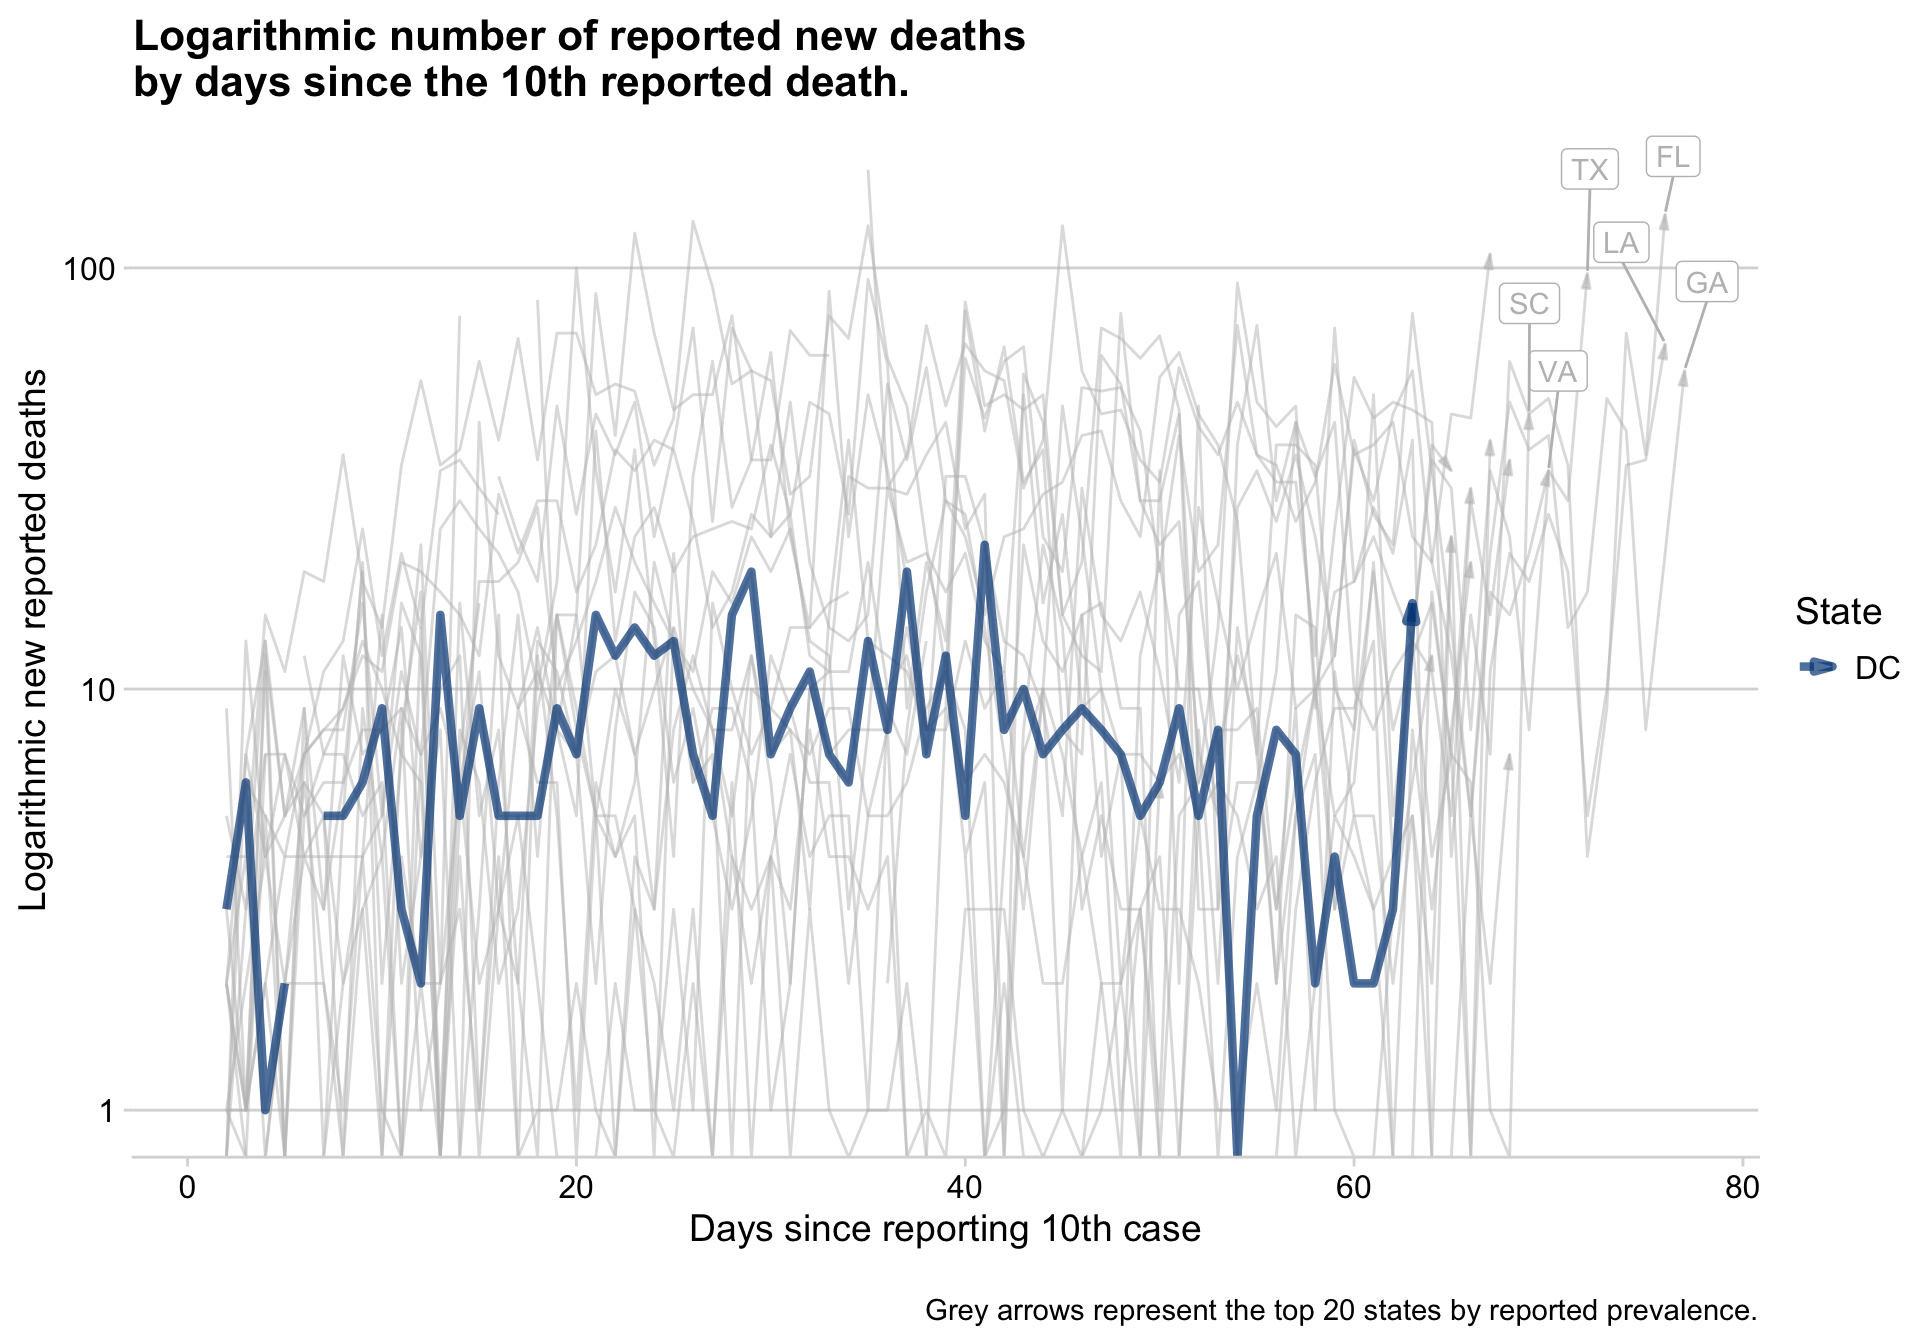 Logarithmic number of reported new deaths
by days since the 10th reported death.
TX
FL
LA
GA
SC
VA
100
10
1
Logarithmic new reported deaths
State
DC
0 20 40 60 80
Days since reporting 10th case
Grey arrows represent the top 20 states by reported prevalence.